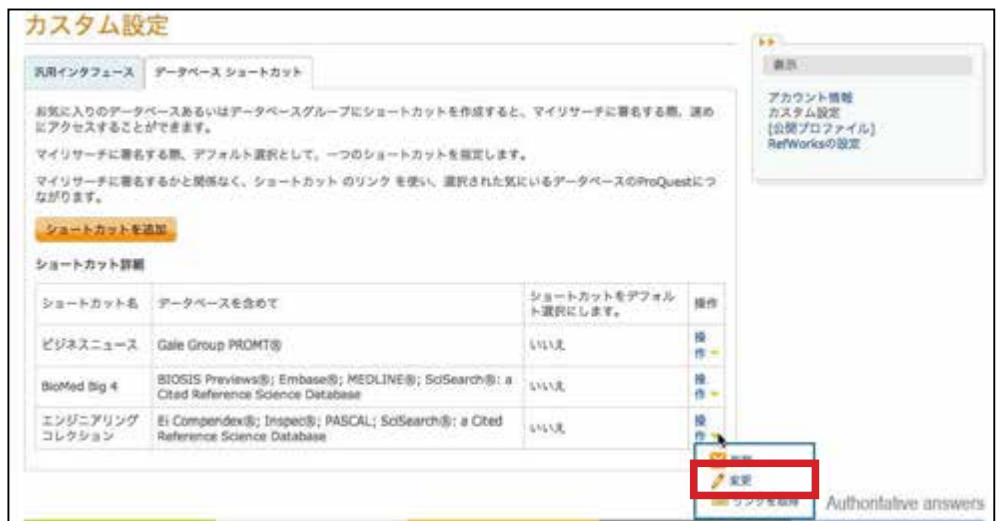 カスタム設定
汎用インタフェース データベース ショートカット
お気に入りのデータベースあるいはデータベースグループにショートカットを作成すると、マイリサーチに署名する際、速め
にアクセスすることができます。
マイリサーチに署名する際、デフォルト選択として、一つのショートカットを指定します。
マイリサーチに署名するかと関係なく、ショートカット のリンク を使い、選択された気にいるデータベースのProQuestにつ
ながります。
ショートカットを追加
ショートカット詳細
ショートカット名 データベースを含めて ショートカットをデフォル
ト選択にします。 操作
ビジネスニュース Gale Group PROMT® いいえ 操
作
BioMed Big 4 BIOSIS Previews®; Embase®; MEDLINE®; SciSearch®: a
Cited Reference Science Database いいえ 操
作
エンジニアリング
コレクション Ei Compendex®; Inspec®; PASCAL; SciSearch®: a Cited
Reference Science Database いいえ 操
作
変更
リンクを取得
表示
アカウント情報
カスタム設定
[公開プロファイル]
RefWorksの設定
Authoritative answers